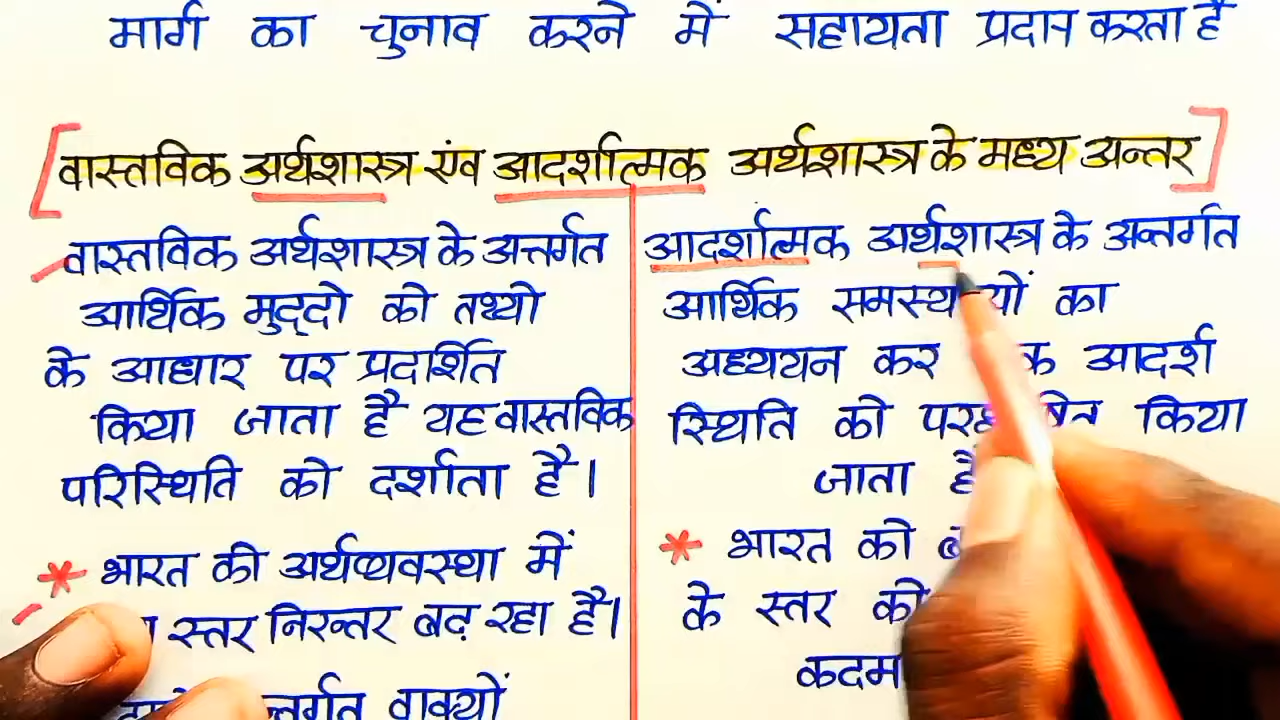 मार्ग का चुनाव करने में सहायता प्रदान करता है
[वास्तविक अर्थशास्त्र एंव आदर्शात्मक अर्थशास्त्र के मध्य अन्तर]
वास्तविक अर्थशास्त्र के अन्तर्गत
आर्थिक मुद्दो को तथ्यो
के आधार पर प्रदर्शित
किया जाता है यह वास्तविक
परिस्थिति को दर्शाता है।
* भारत की अर्थव्यवस्था में
स्तर निरन्तर बढ़ रहा है।
वाक्यों
आदर्शात्मक अर्थशास्त्र के अन्तर्गत
आर्थिक का
अध्ययन कर आदर्श
स्थिति को किया
जाता है
* भारत को
के स्तर को
कदम